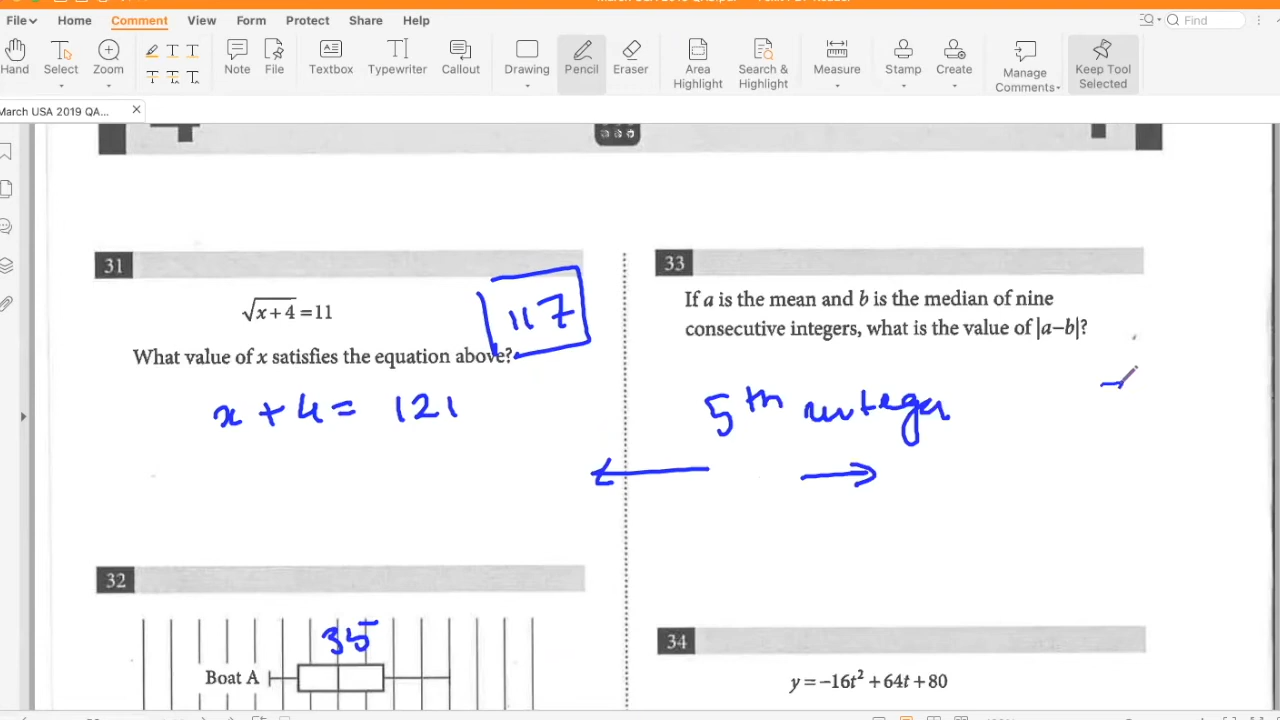 File Home Comment View Form Protect Share Help Find
Hand Select Zoom Note File Textbox Typewriter Callout Drawing Pencil Eraser Area Highlight Search & Highlight Measure Stamp Create Manage Comments Keep Tool Selected
March USA 2019 QA...
31
√x+4 =11
117
What value of x satisfies the equation above?
x + 4 = 121
32
35
Boat A
33
If a is the mean and b is the median of nine
consecutive integers, what is the value of |a–b|?
5th integer
34
y = –16t² + 64t + 80